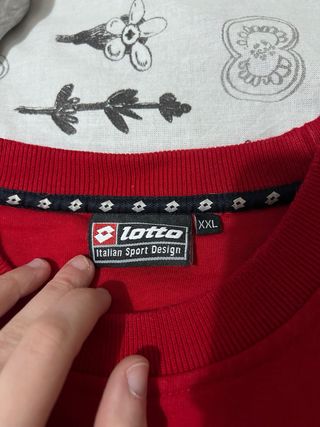 lotto
Italian Sport Design
XXL